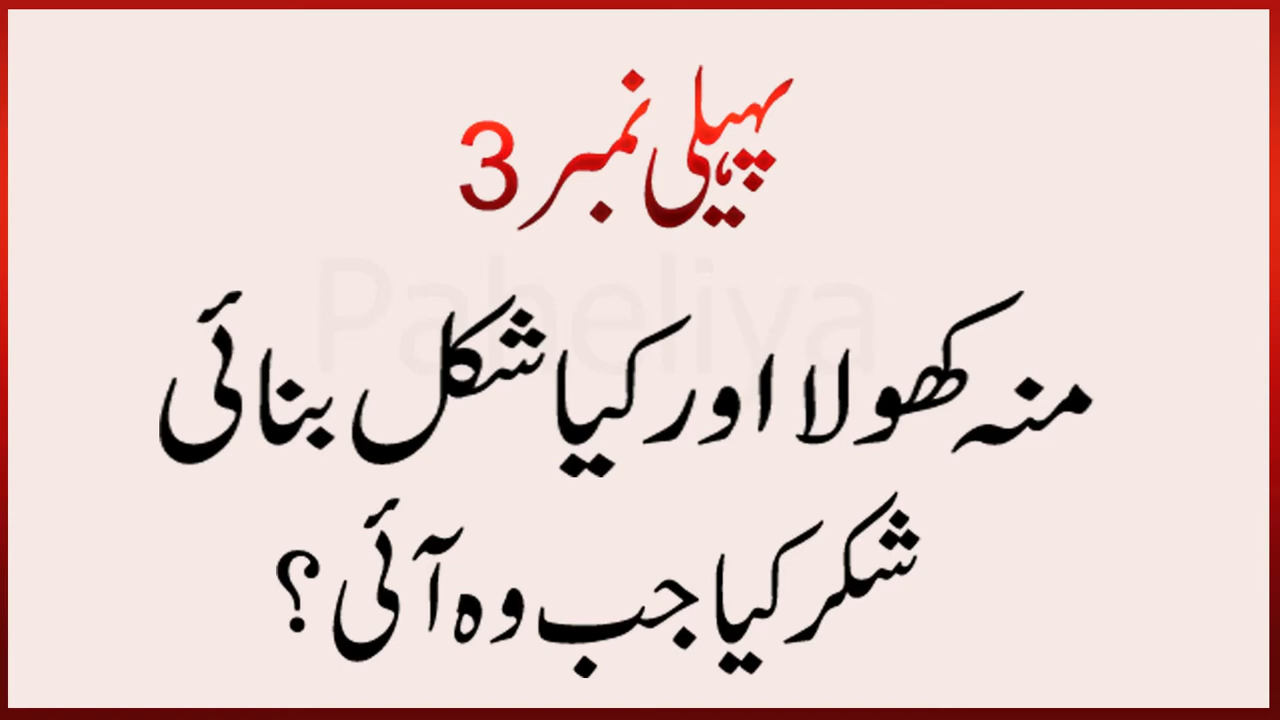 پہیلی نمبر 3
Paheliya
منہ کھولا اور کیا شکل بنائی
شکر کیا جب وہ آئی ؟